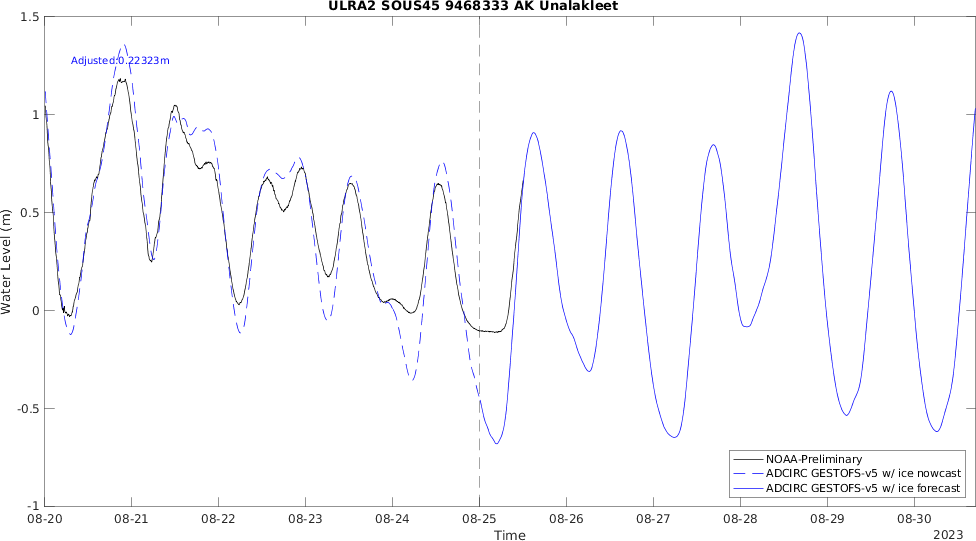 ULRA2 SOUS45 9468333 AK Unalakleet
1.5
Adjusted:0.22323m
1
0.5
Water Level (m)
0
-0.5
-1
NOAA-Preliminary
ADCIRC GESTOFS-v5 w/ ice nowcast
ADCIRC GESTOFS-v5 w/ ice forecast
08-20 08-21 08-22 08-23 08-24 08-25 08-26 08-27 08-28 08-29 08-30
Time
2023